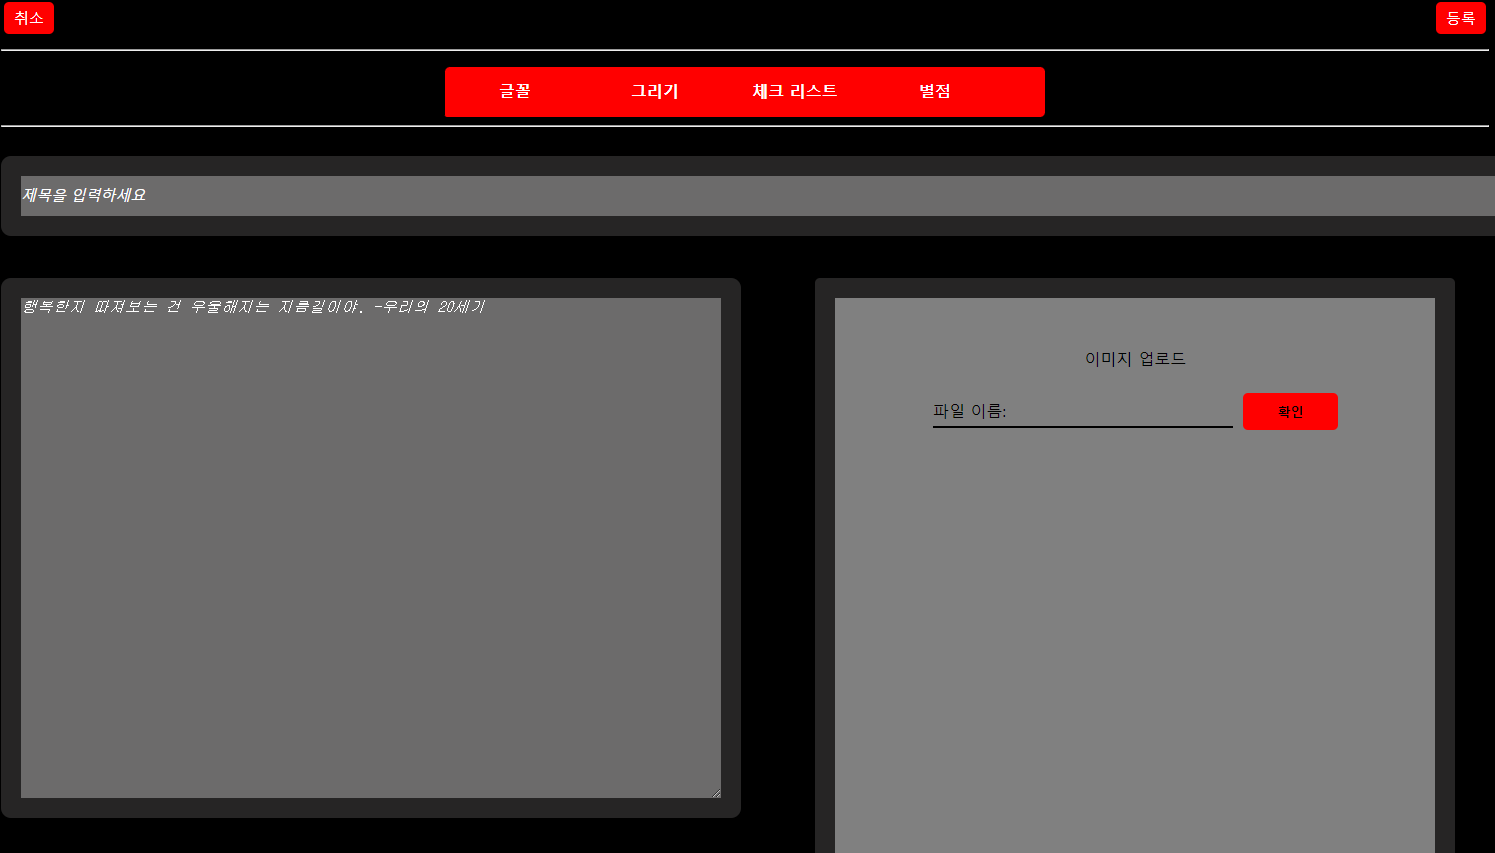 취소
등록
글꼴 그리기 체크 리스트 별점
제목을 입력하세요
행복한지 따져보는 건 우울해지는 지름길이야. -우리의 20세기
이미지 업로드
파일 이름:
확인